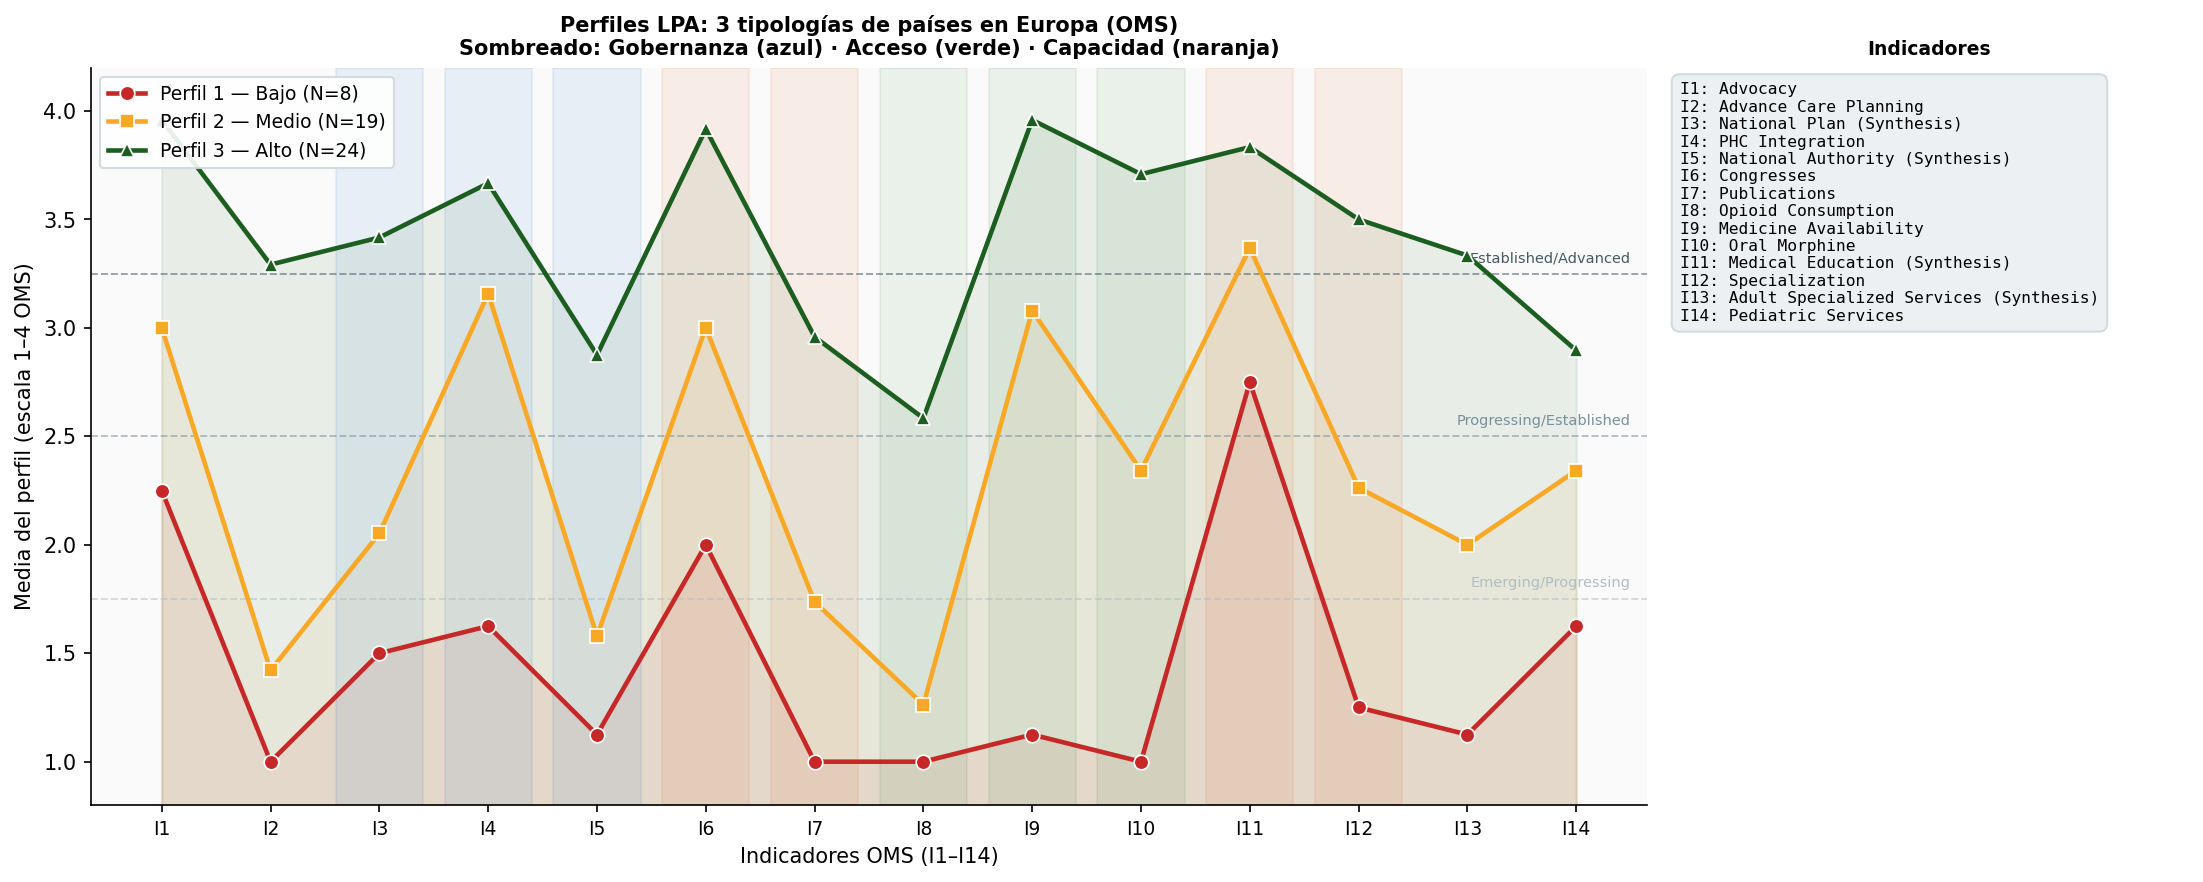 Perfiles LPA: 3 tipologías de países en Europa (OMS)
Sombreado: Gobernanza (azul) · Acceso (verde) · Capacidad (naranja)
Perfil 1 — Bajo (N=8)
Perfil 2 — Medio (N=19)
Perfil 3 — Alto (N=24)
Media del perfil (escala 1–4 OMS)
4.0
3.5
3.0
2.5
2.0
1.5
1.0
Established/Advanced
Progressing/Established
Emerging/Progressing
I1 I2 I3 I4 I5 I6 I7 I8 I9 I10 I11 I12 I13 I14
Indicadores OMS (I1–I14)
Indicadores
I1: Advocacy
I2: Advance Care Planning
I3: National Plan (Synthesis)
I4: PHC Integration
I5: National Authority (Synthesis)
I6: Congresses
I7: Publications
I8: Opioid Consumption
I9: Medicine Availability
I10: Oral Morphine
I11: Medical Education (Synthesis)
I12: Specialization
I13: Adult Specialized Services (Synthesis)
I14: Pediatric Services